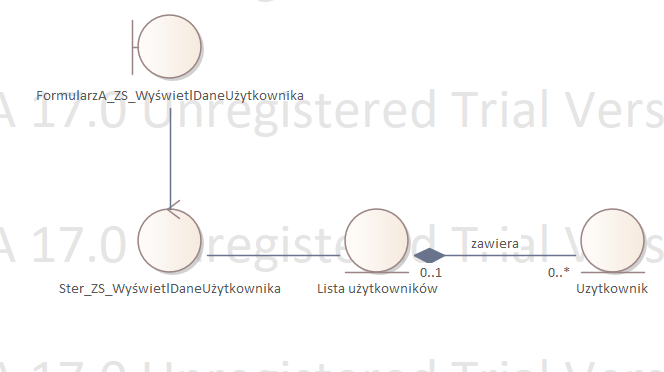 FormularzA_ZS_WyświetlDaneUżytkownika
A 17.0 Unregistered Trial Vers
zawiera
A 17.0 Unregistered Trial Vers
0..1
0..*
Ster_ZS_WyświetlDaneUżytkownika
Lista użytkowników
Uzytkownik
A 17.0 Unregistered Trial Vers